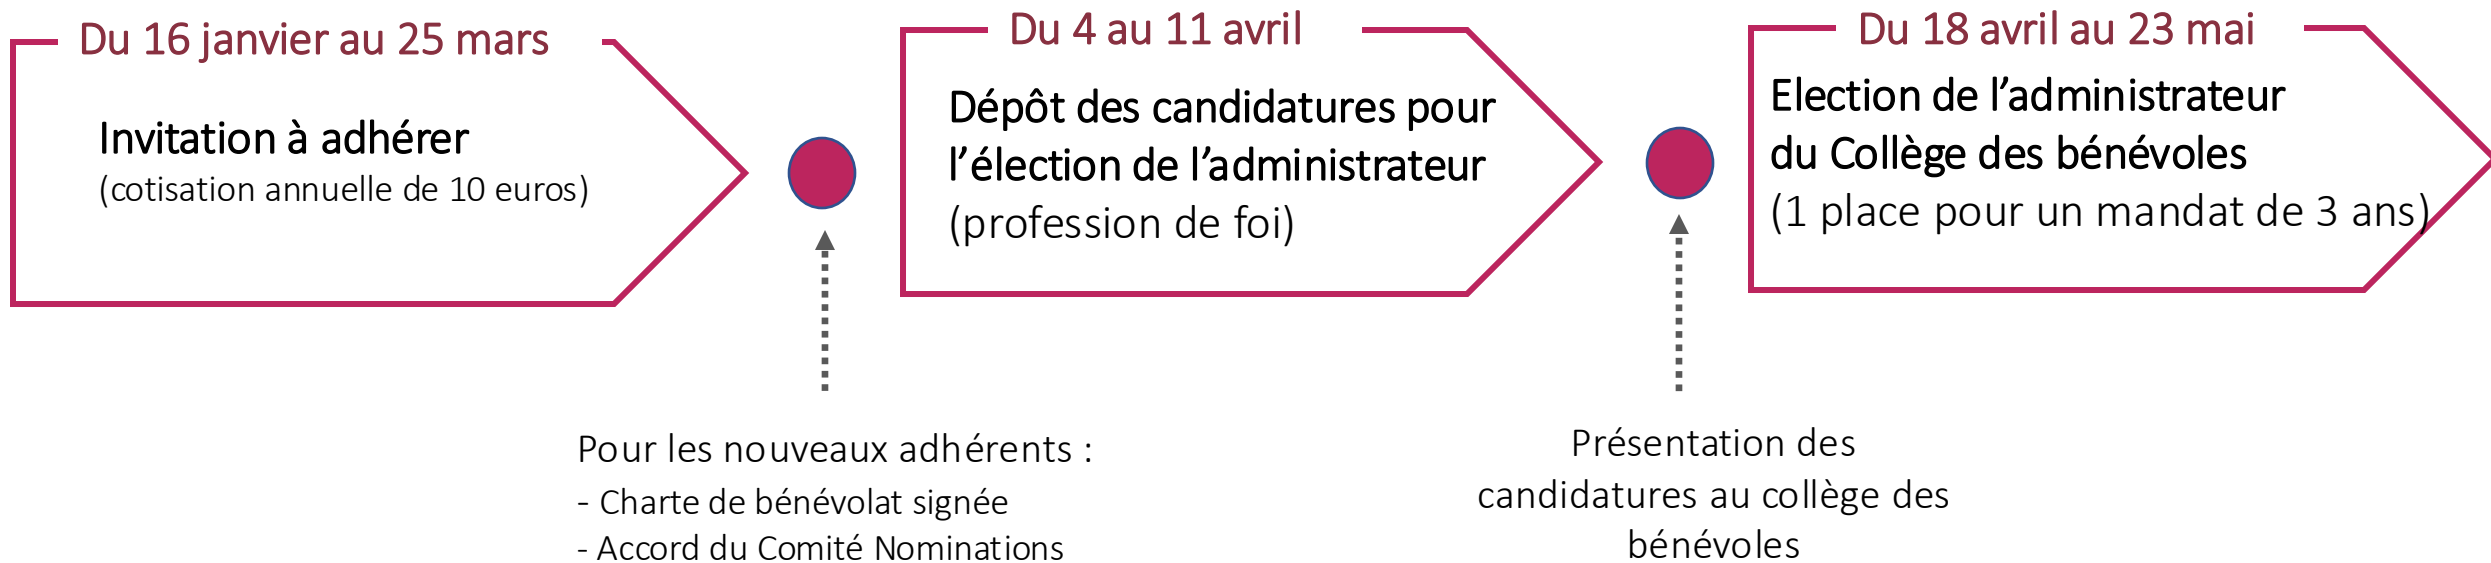 Du 16 janvier au 25 mars
Invitation à adhérer
(cotisation annuelle de 10 euros)
Du 4 au 11 avril
Dépôt des candidatures pour
l’élection de l’administrateur
(profession de foi)
Du 18 avril au 23 mai
Election de l’administrateur
du Collège des bénévoles
(1 place pour un mandat de 3 ans)
Pour les nouveaux adhérents :
- Charte de bénévolat signée
- Accord du Comité Nominations
Présentation des
candidatures au collège des
bénévoles